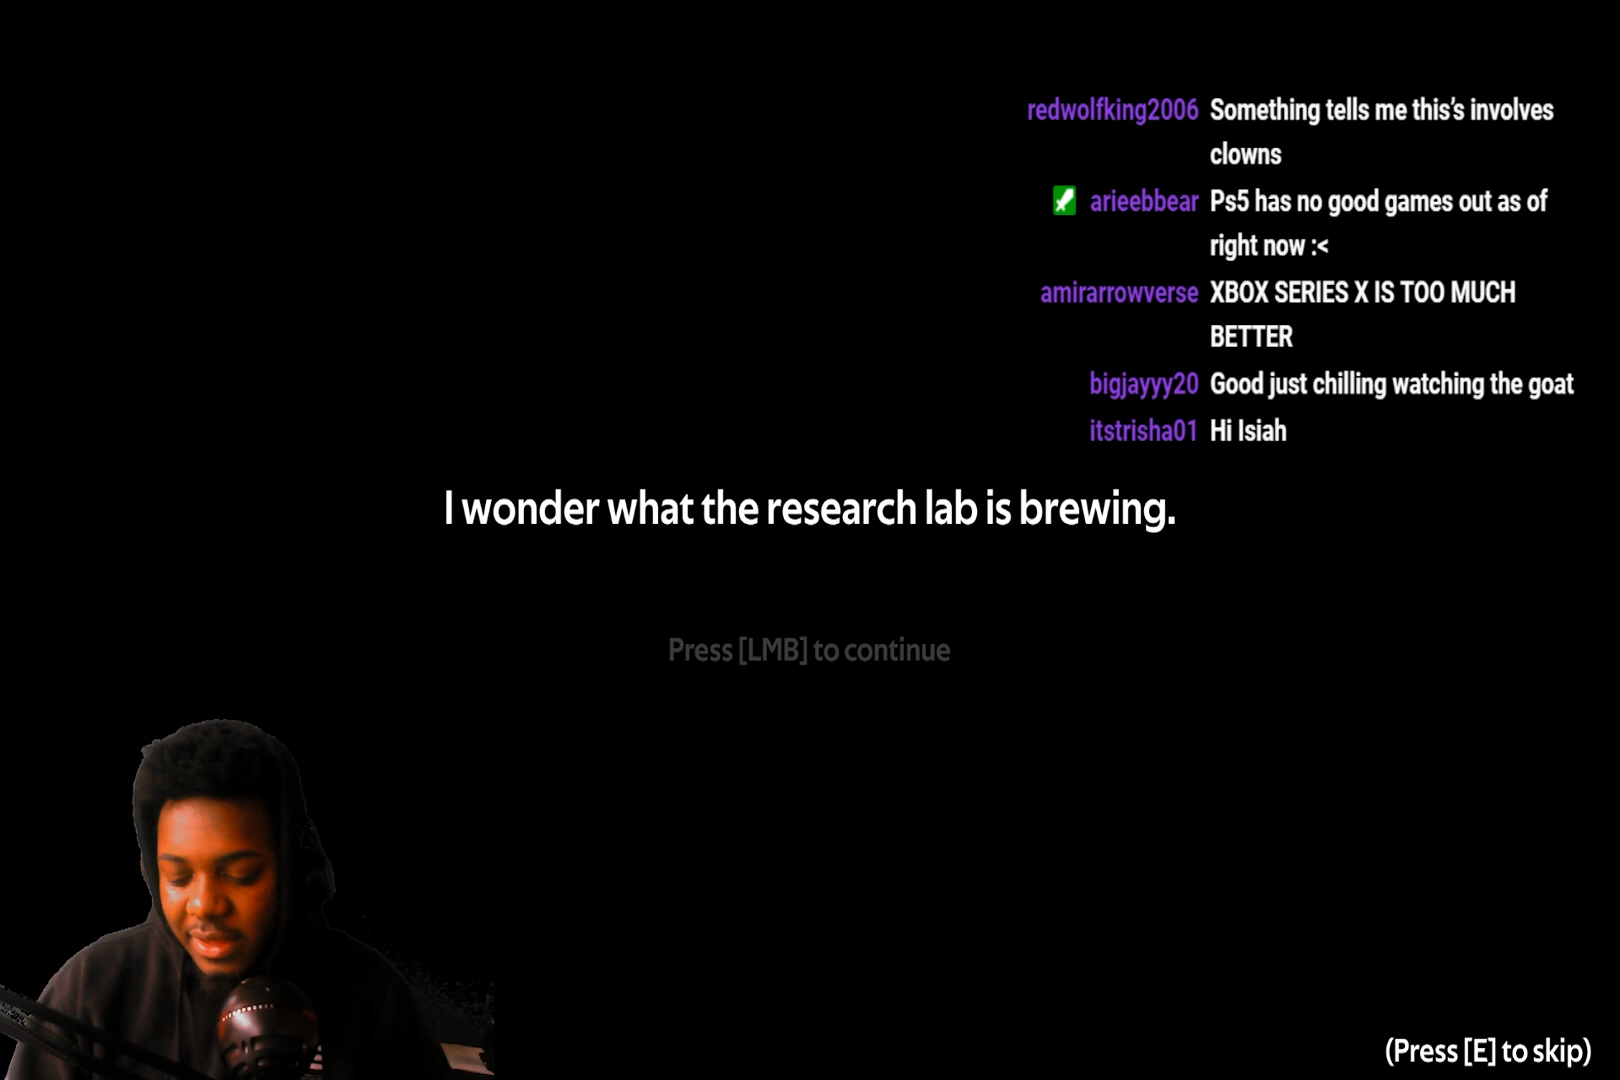 redwolfking2006 Something tells me this's involves
clowns
arieebbear Ps5 has no good games out as of
right now :<
amirarrowverse XBOX SERIES X IS TOO MUCH
BETTER
bigjayyy20 Good just chilling watching the goat
itstrisha01 Hi Isiah
I wonder what the research lab is brewing.
Press [LMB] to continue
(Press [E] to skip)